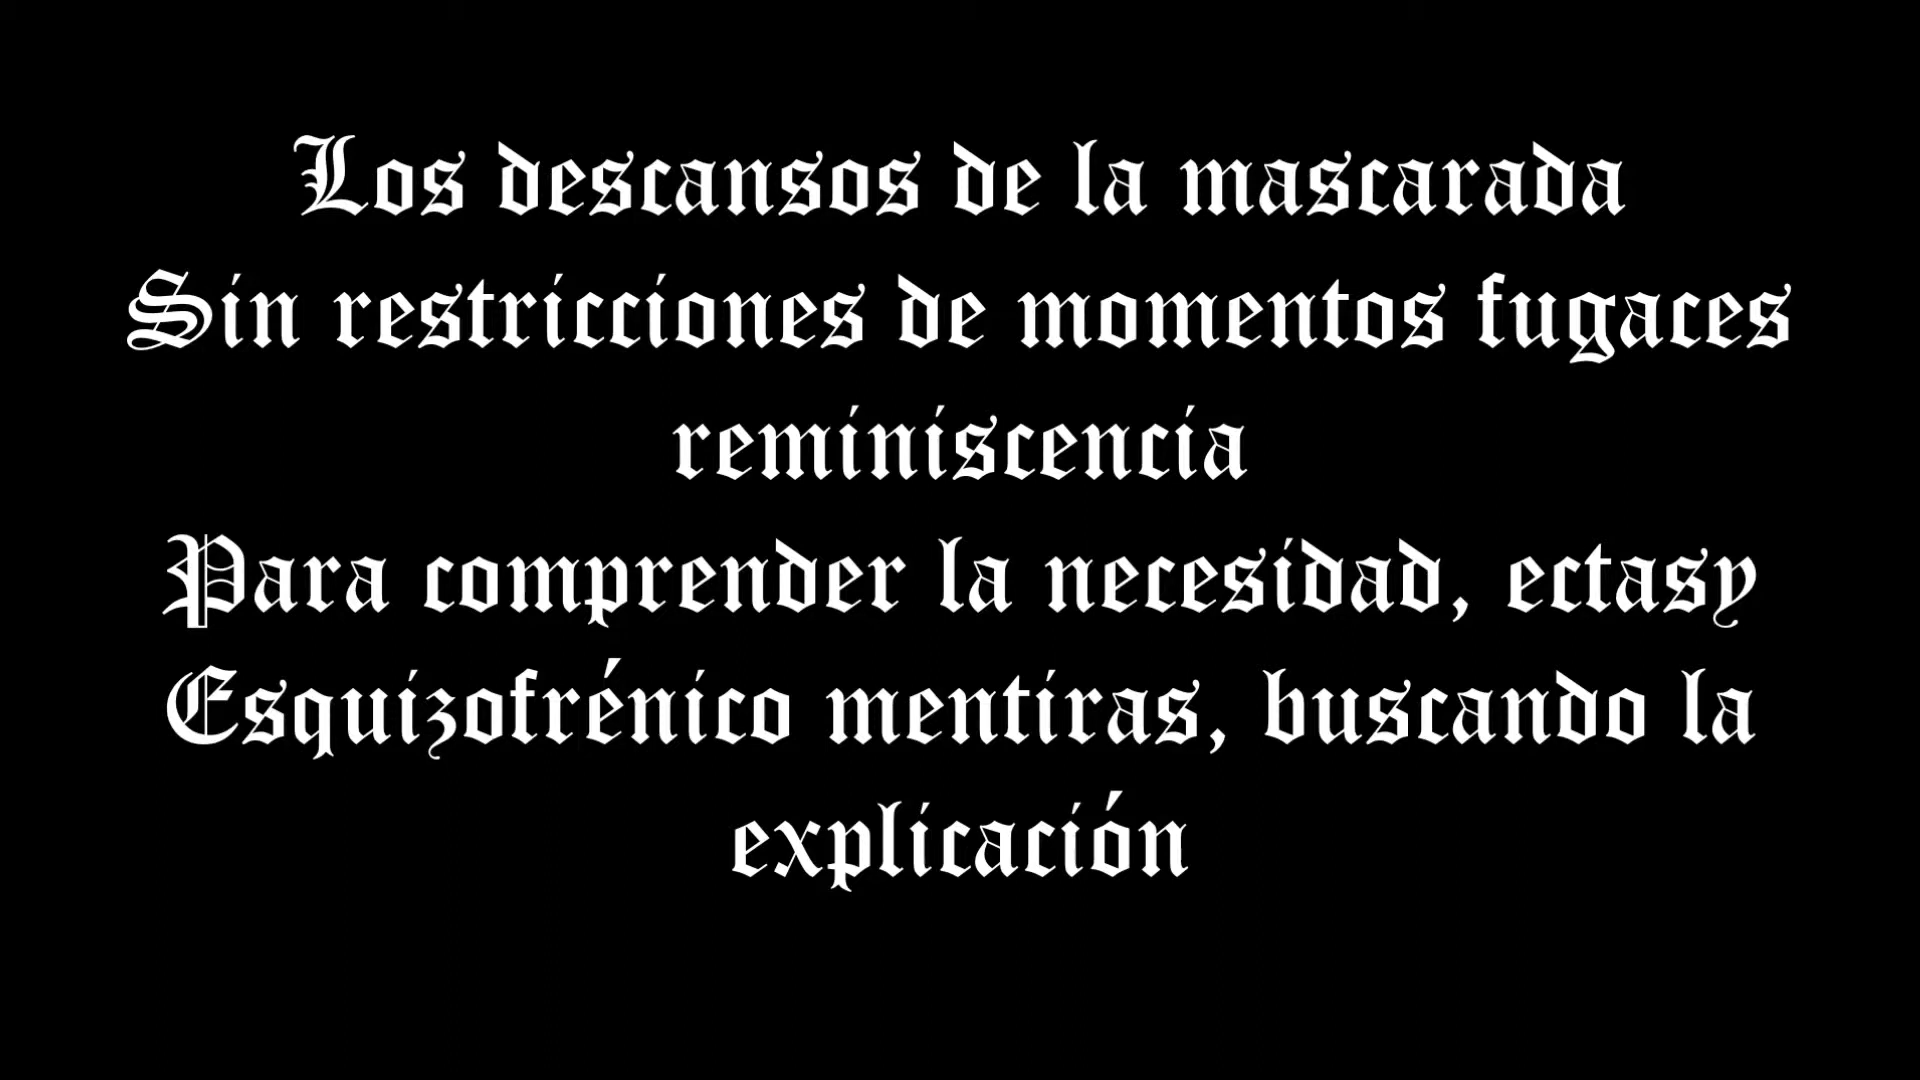 Los descansos de la mascarada
Sin restricciones de momentos fugaces
reminiscencia
Para comprender la necesidad, ectasy
Esquizofrénico mentiras, buscando la
explicación